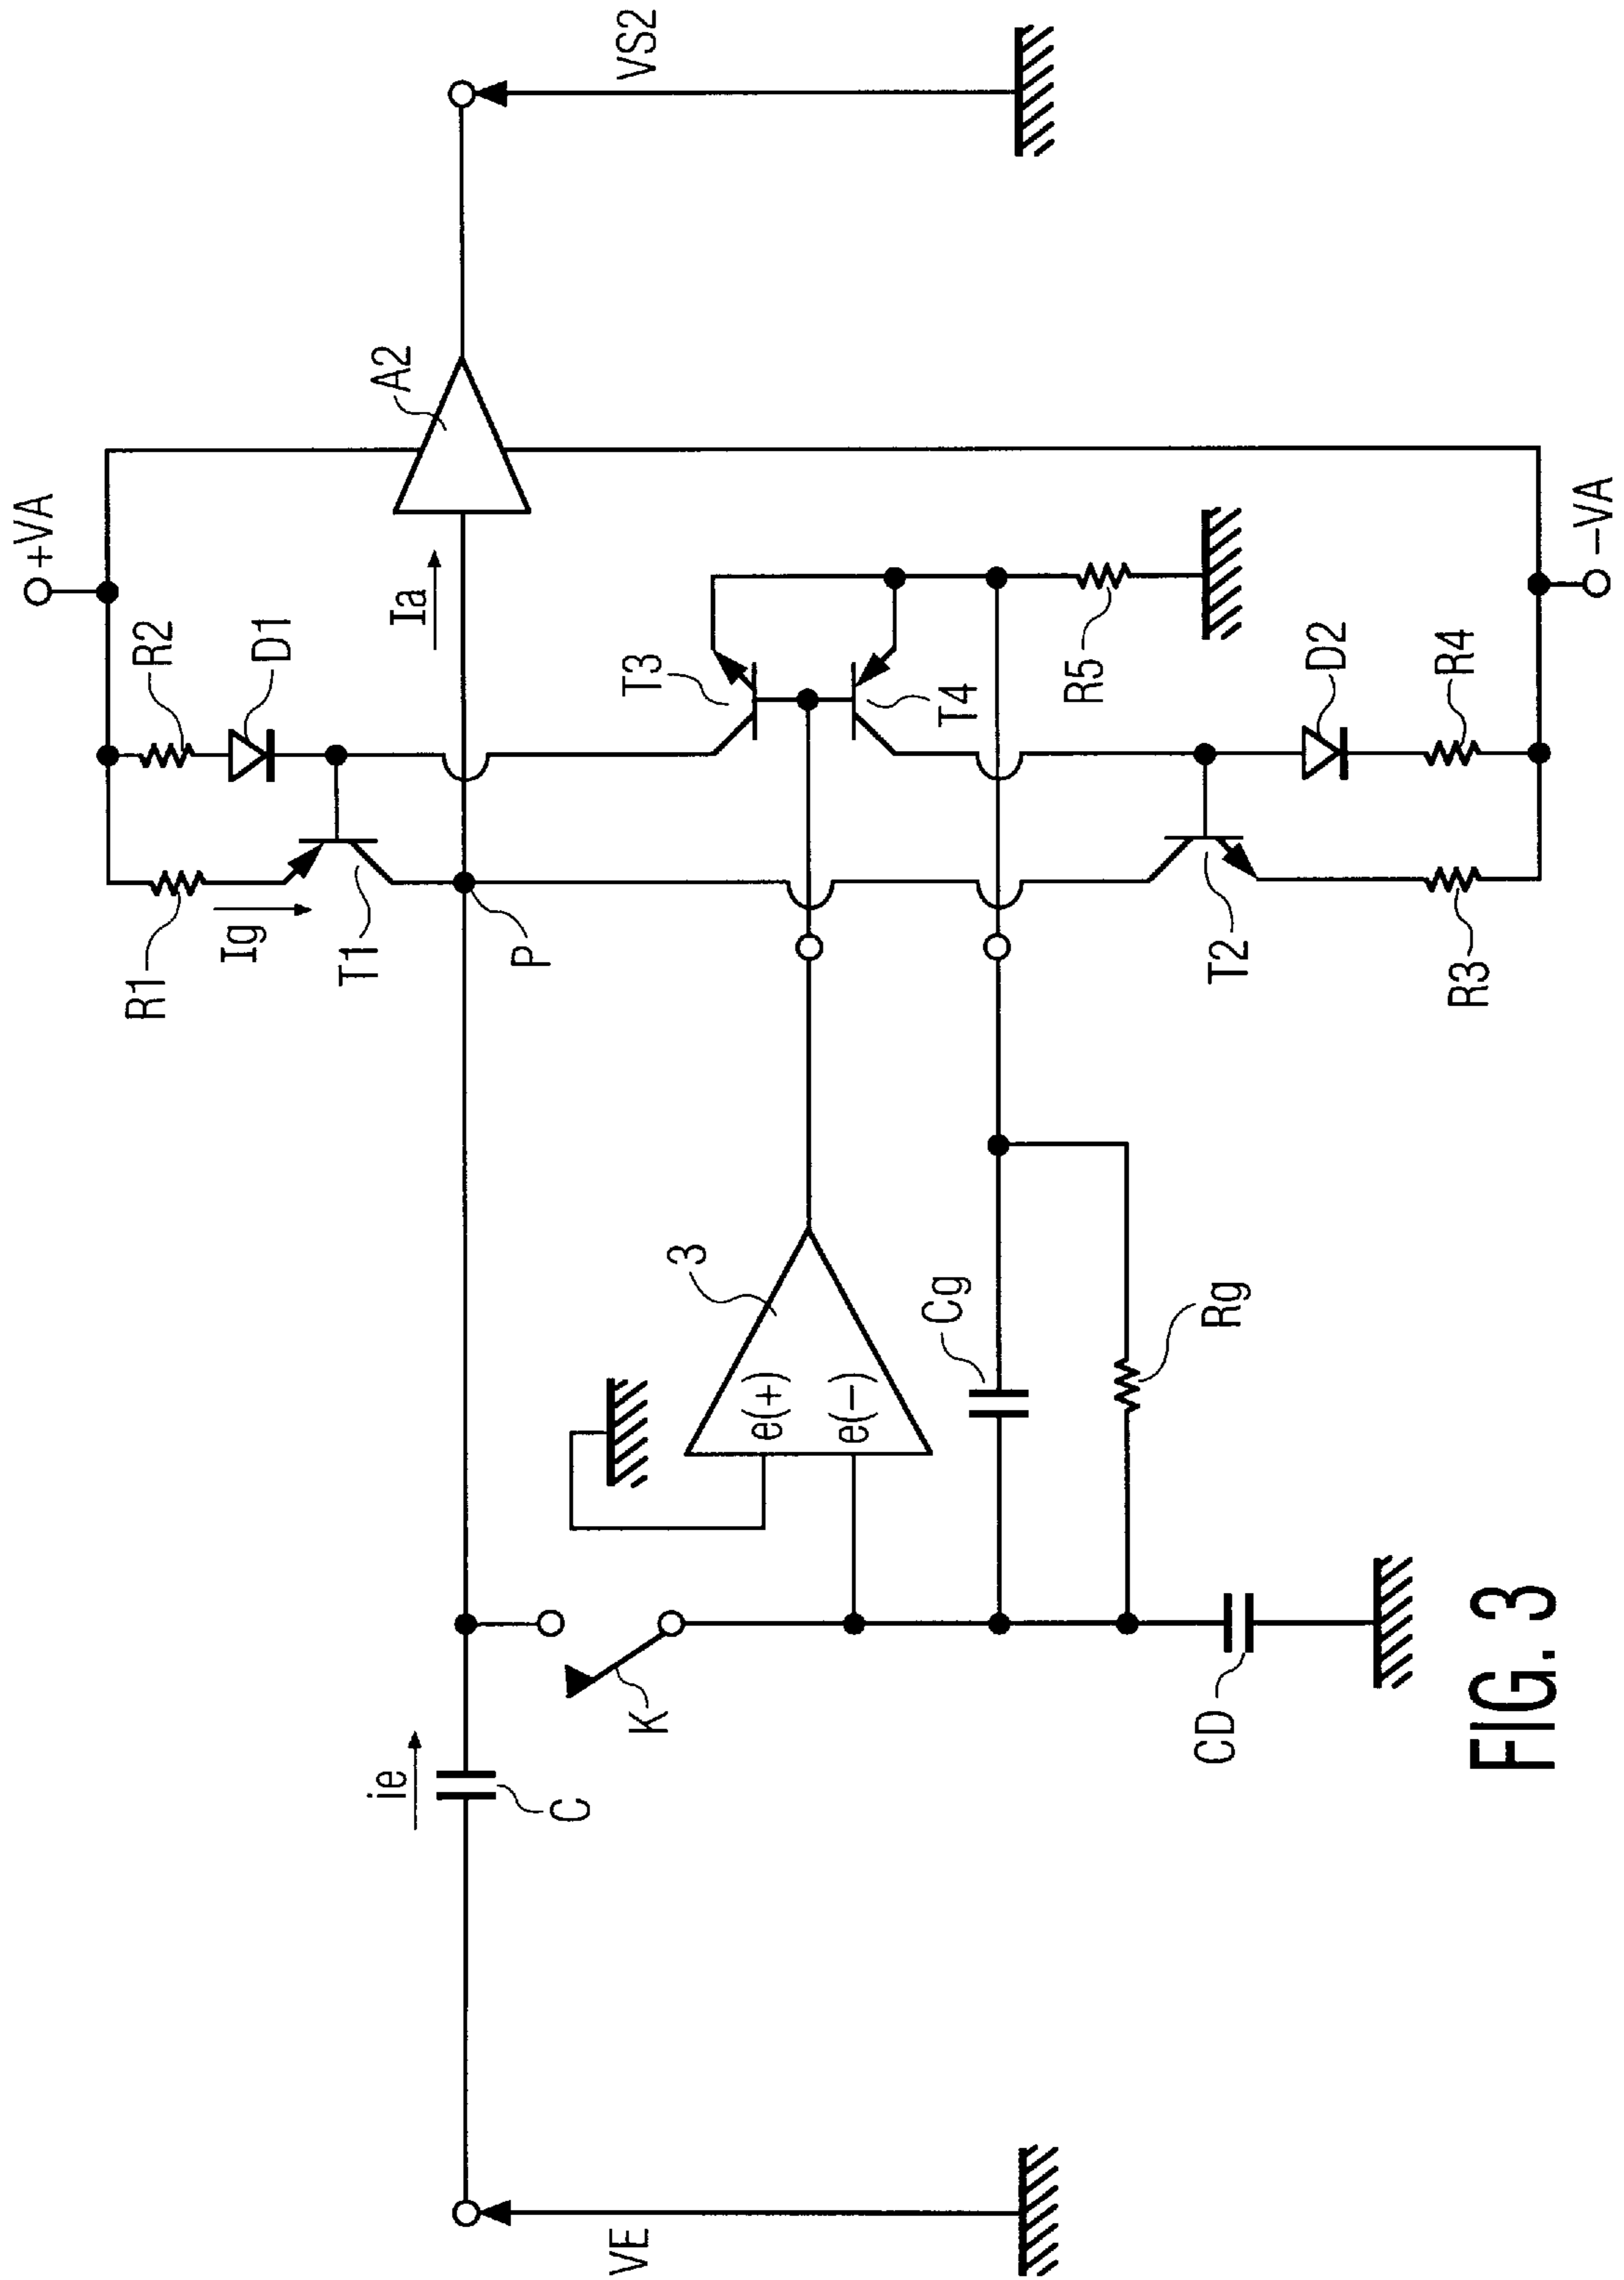 +VA
R2
D1
R1
Ig
T1
P
Ia
A2
VS2
T3
T4
R5
D2
R4
T2
R3
−VA
3
e(+)
e(−)
Cg
Rg
ie
C
K
CD
VE
FIG. 3